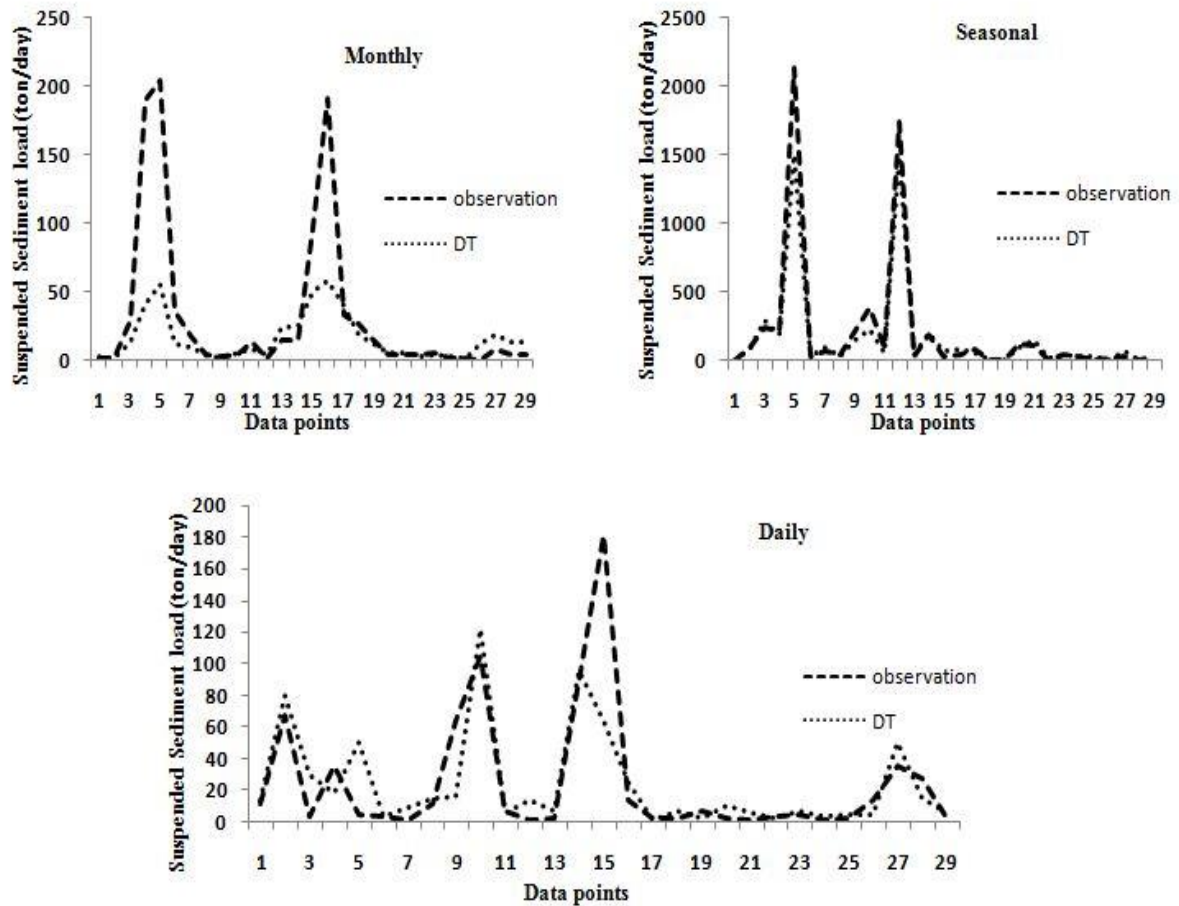 Monthly
Suspended Sediment load (ton/day)
250
200
150
100
50
0
observation
DT
1 3 5 7 9 11 13 15 17 19 21 23 25 27 29
Data points
Seasonal
Suspended Sediment load (ton/day)
2500
2000
1500
1000
500
0
observation
DT
1 3 5 7 9 11 13 15 17 19 21 23 25 27 29
Data points
Daily
Suspended Sediment load (ton/day)
200
180
160
140
120
100
80
60
40
20
0
observation
DT
1 3 5 7 9 11 13 15 17 19 21 23 25 27 29
Data points